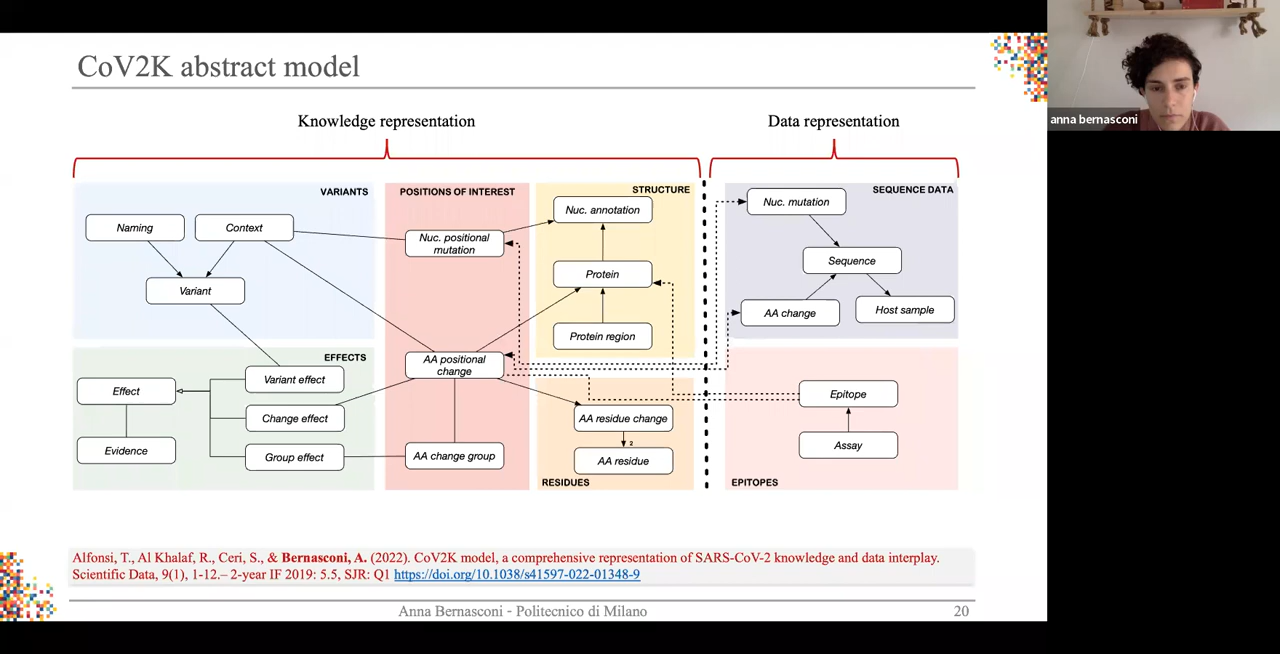 CoV2K abstract model
anna bernasconi
Knowledge representation
Data representation
VARIANTS
Naming
Context
Variant
POSITIONS OF INTEREST
Nuc. positional
mutation
AA positional
change
AA change group
STRUCTURE
Nuc. annotation
Protein
Protein region
SEQUENCE DATA
Nuc. mutation
Sequence
AA change
Host sample
EFFECTS
Effect
Evidence
Variant effect
Change effect
Group effect
AA residue change
2
AA residue
RESIDUES
Epitope
Assay
EPITOPES
Alfonsi, T., Al Khalaf, R., Ceri, S., & Bernasconi, A. (2022). CoV2K model, a comprehensive representation of SARS-CoV-2 knowledge and data interplay.
Scientific Data, 9(1), 1-12.– 2-year IF 2019: 5.5, SJR: Q1 https://doi.org/10.1038/s41597-022-01348-9
Anna Bernasconi - Politecnico di Milano
20